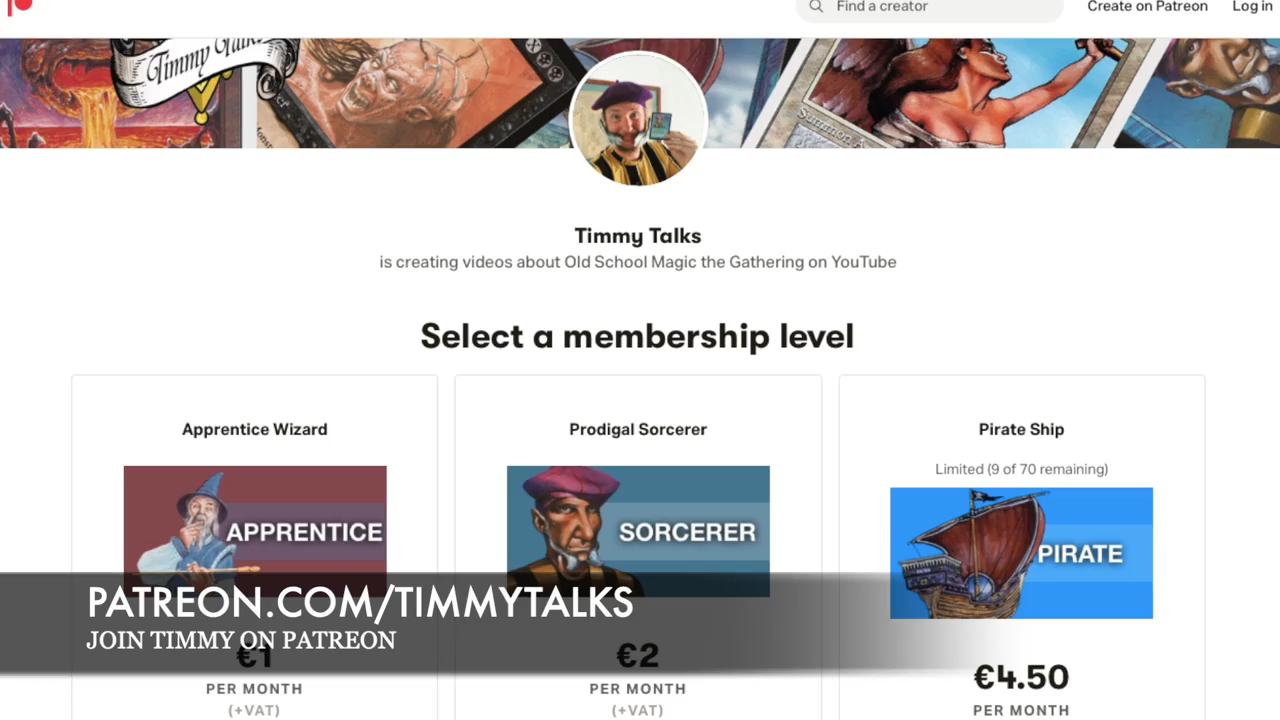 Find a creator
Create on Patreon
Log in
Timmy Talks
Summon
Timmy Talks
is creating videos about Old School Magic the Gathering on YouTube
Select a membership level
Apprentice Wizard
Prodigal Sorcerer
Pirate Ship
Limited (9 of 70 remaining)
APPRENTICE
SORCERER
PIRATE
PATREON.COM/TIMMYTALKS
JOIN TIMMY ON PATREON
€1
€2
€4.50
PER MONTH
PER MONTH
PER MONTH
(+VAT)
(+VAT)